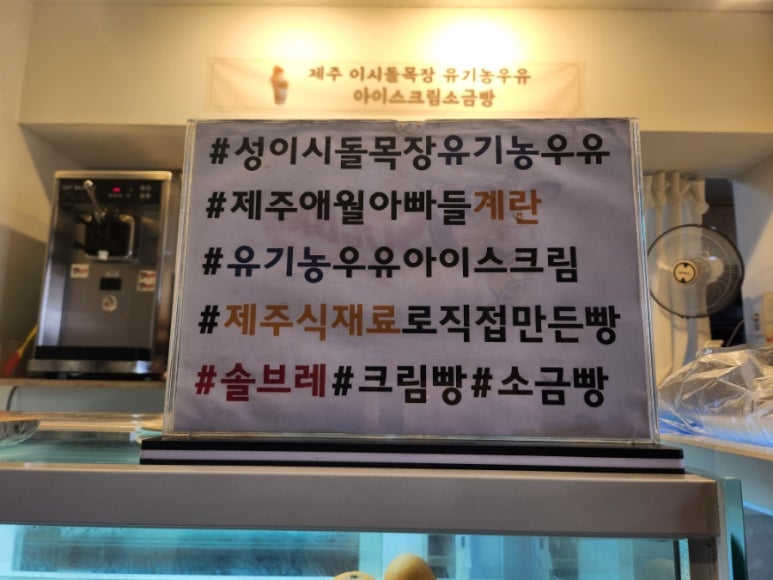 제주 이시돌목장 유기농우유
아이스크림소금빵
#성이시돌목장유기농우유
#제주애월아빠들계란
#유기농우유아이스크림
#제주식재료로직접만든빵
#솔브레#크림빵#소금빵